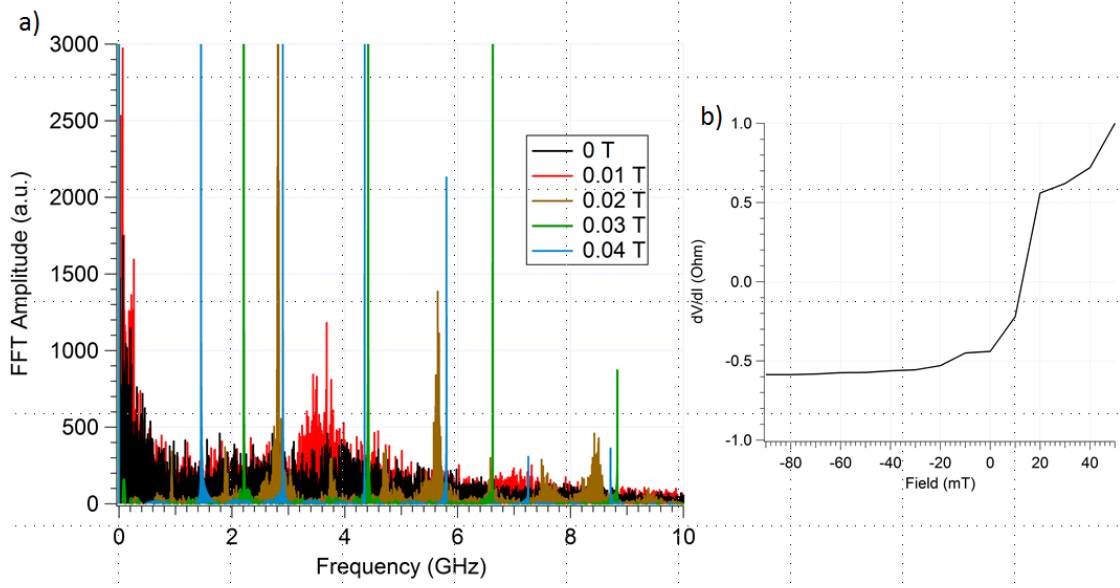 a)
3000
2500
2000
1500
1000
500
0
FFT Amplitude (a.u.)
0 2 4 6 8 10
Frequency (GHz)
0 T
0.01 T
0.02 T
0.03 T
0.04 T
b)
1.0
0.5
0.0
-0.5
-1.0
dV/dI (Ohm)
-80 -60 -40 -20 0 20 40
Field (mT)